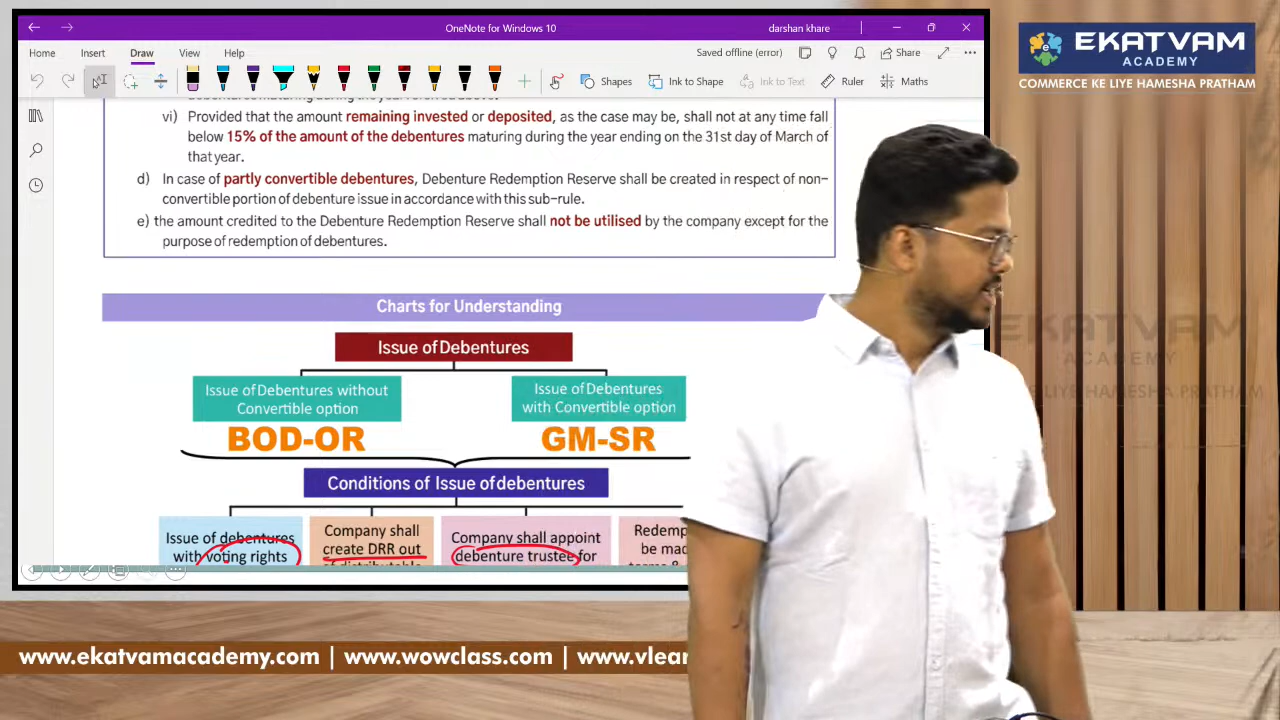 OneNote for Windows 10
darshan khare
Home Insert Draw View Help
Saved offline (error)
Share
Shapes
Ink to Shape
Ink to Text
Ruler
Maths
vi) Provided that the amount remaining invested or deposited, as the case may be, shall not at any time fall
below 15% of the amount of the debentures maturing during the year ending on the 31st day of March of
that year.
d) In case of partly convertible debentures, Debenture Redemption Reserve shall be created in respect of non-
convertible portion of debenture issue in accordance with this sub-rule.
e) the amount credited to the Debenture Redemption Reserve shall not be utilised by the company except for the
purpose of redemption of debentures.
Charts for Understanding
Issue of Debentures
Issue of Debentures without
Convertible option
Issue of Debentures
with Convertible option
BOD-OR
GM-SR
Conditions of Issue of debentures
Issue of debentures
with voting rights
Company shall
create DRR out
Company shall appoint
debenture trustee for
Redemp
be mad
EKATVAM
ACADEMY
COMMERCE KE LIYE HAMESHA PRATHAM
EKATVAM
ACADEMY
E LIYE HAMESHA PRATHAM
www.ekatvamacademy.com | www.wowclass.com | www.vlear